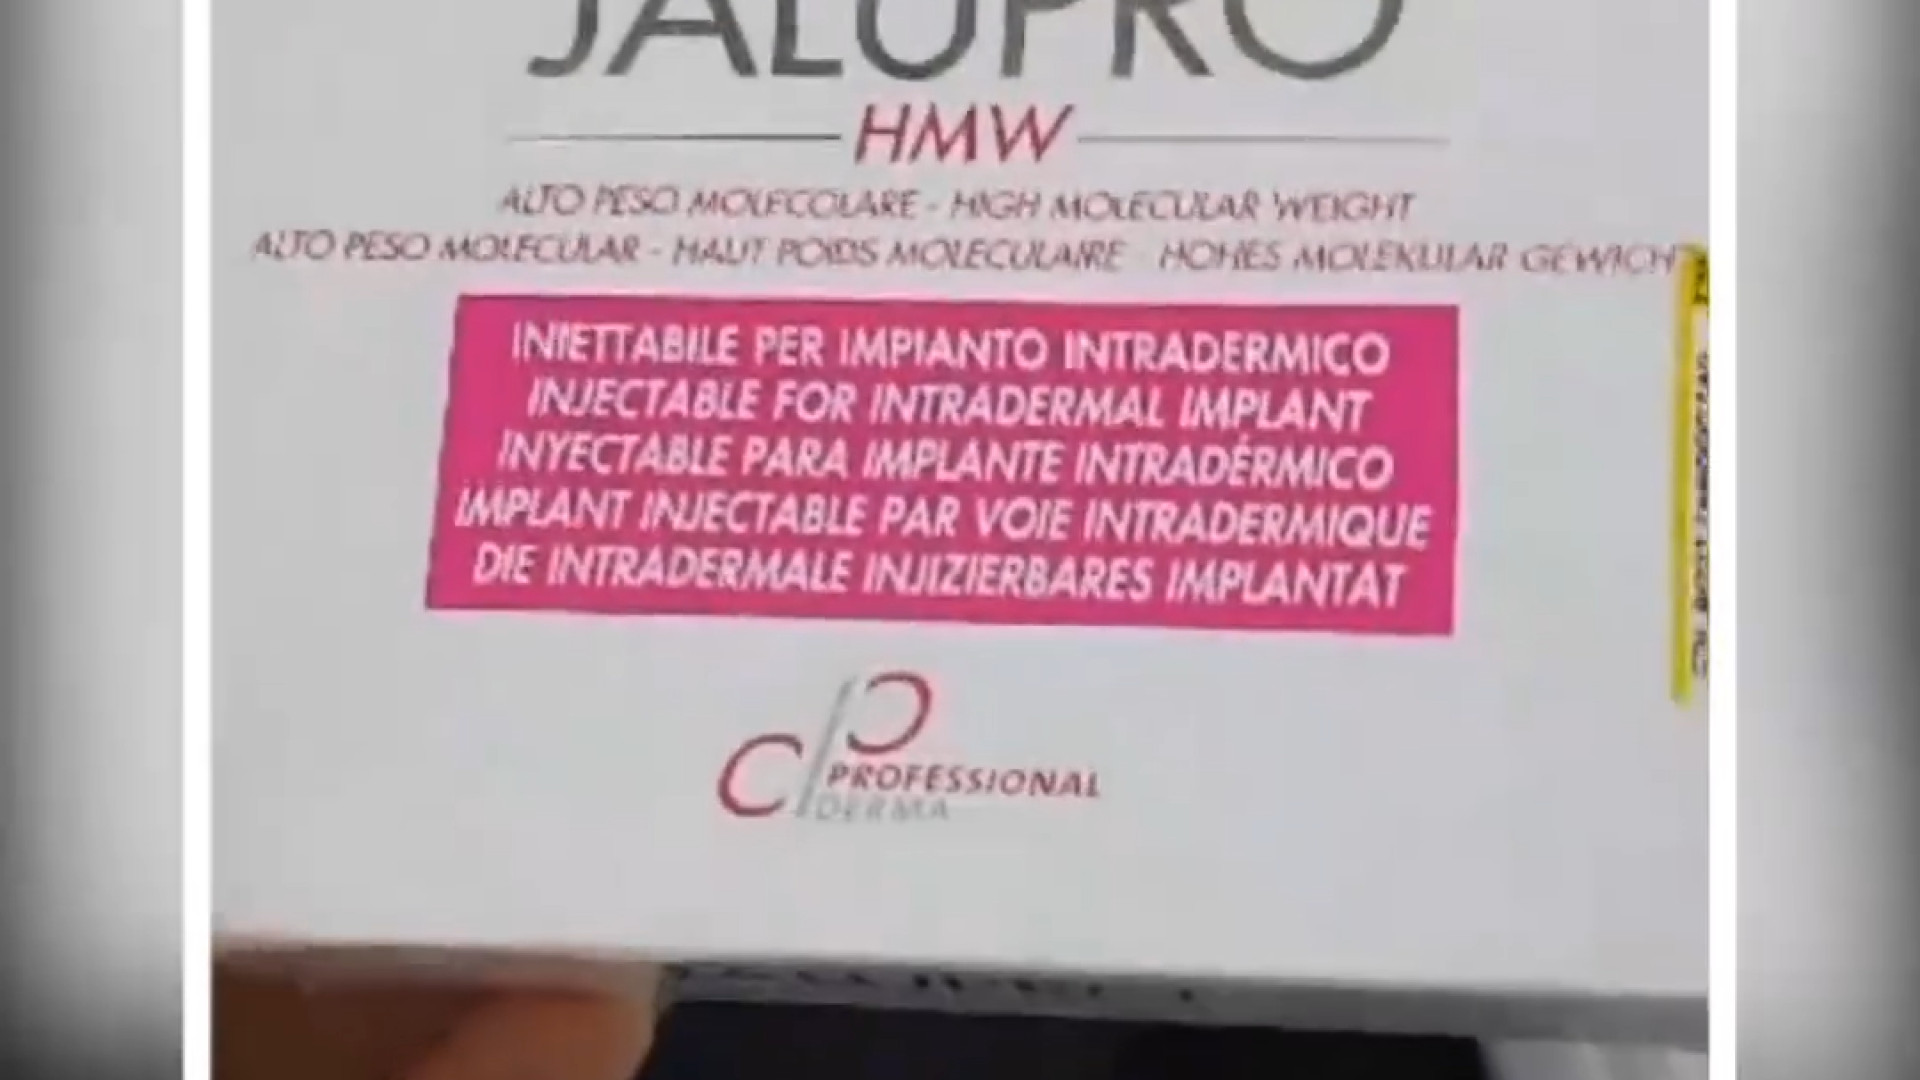 JALUPRO
HMW
ALTO PESO MOLECOLARE - HIGH MOLECULAR WEIGHT
ALTO PESO MOLECULAR - HAUT POIDS MOLECULAIRE - HOHES MOLEKULAR GEWICH
INIETTABILE PER IMPIANTO INTRADERMICO
INJECTABLE FOR INTRADERMAL IMPLANT
INYECTABLE PARA IMPLANTE INTRADÉRMICO
IMPLANT INJECTABLE PAR VOIE INTRADERMIQUE
DIE INTRADERMALE INJIZIERBARES IMPLANTAT
PROFESSIONAL
DERMA